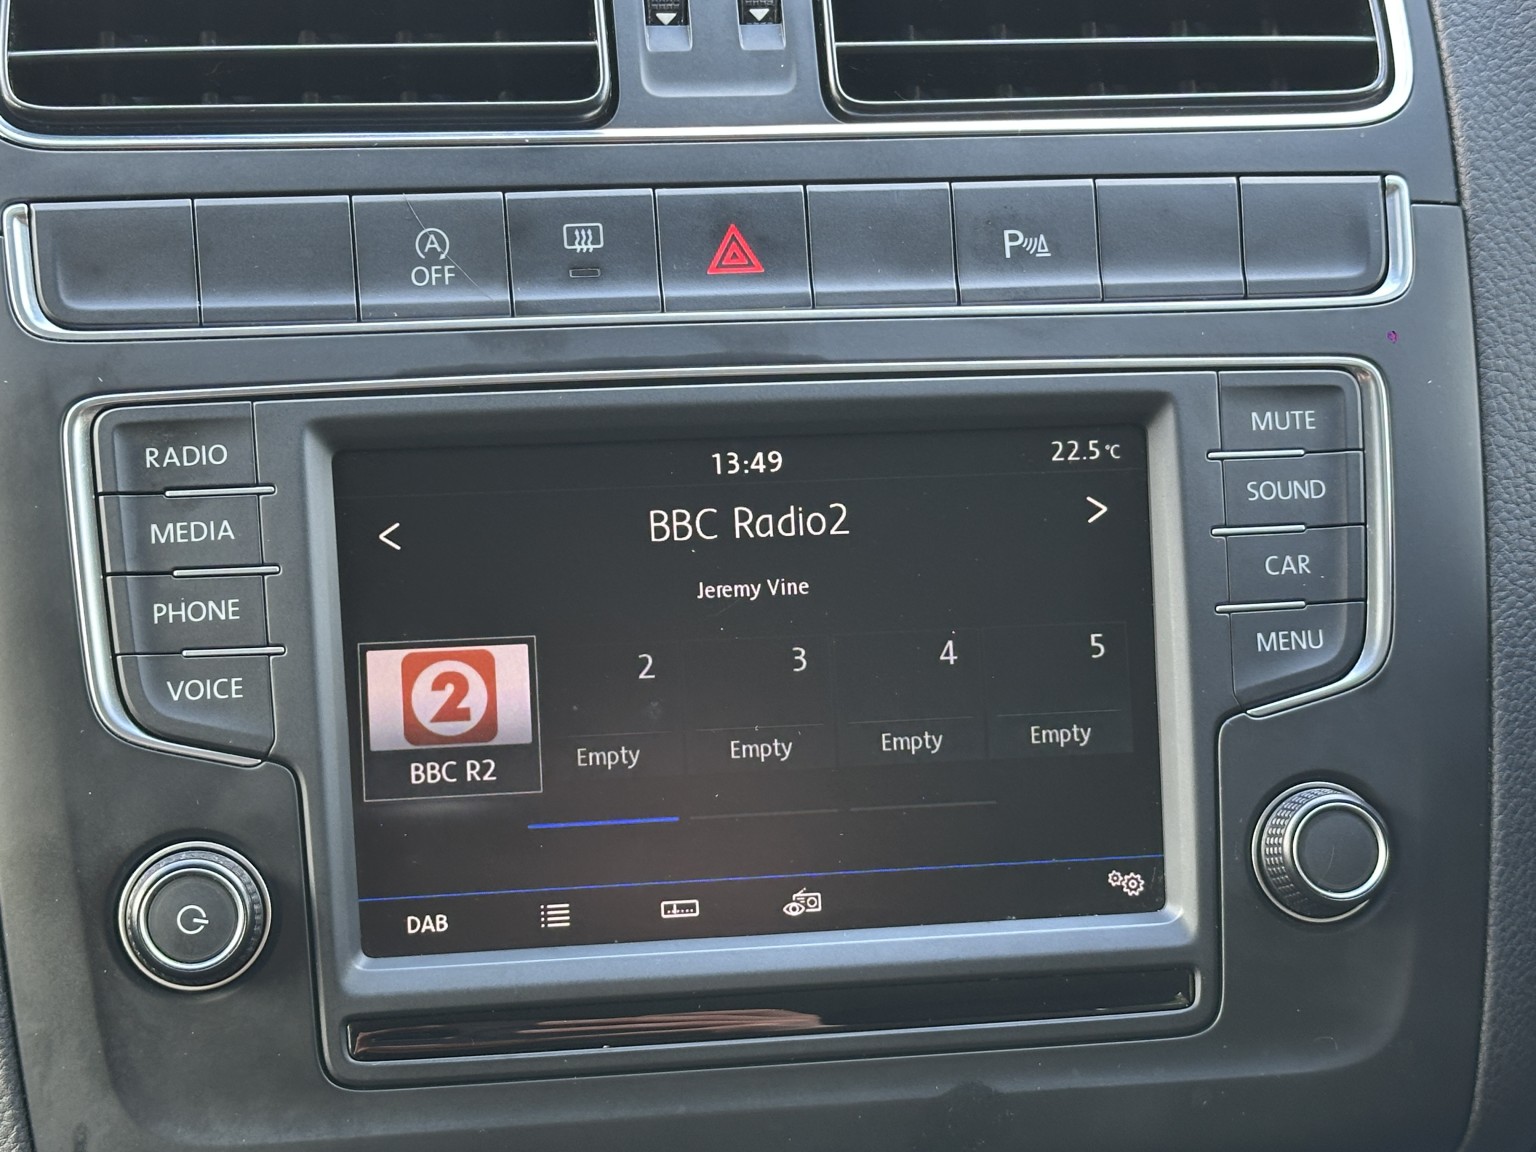 A
OFF
P
RADIO
MEDIA
PHONE
VOICE
MUTE
SOUND
CAR
MENU
13:49
22.5°C
< BBC Radio2 >
Jeremy Vine
2
BBC R2
2
Empty
3
Empty
4
Empty
5
Empty
DAB